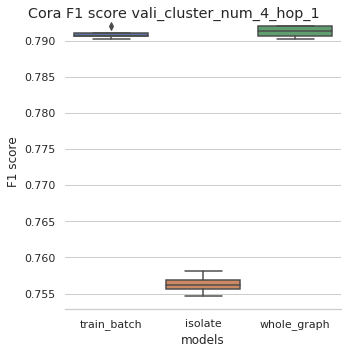 Cora F1 score vali_cluster_num_4_hop_1
0.790
0.785
0.780
0.775
0.770
0.765
0.760
0.755
F1 score
train_batch isolate whole_graph
models